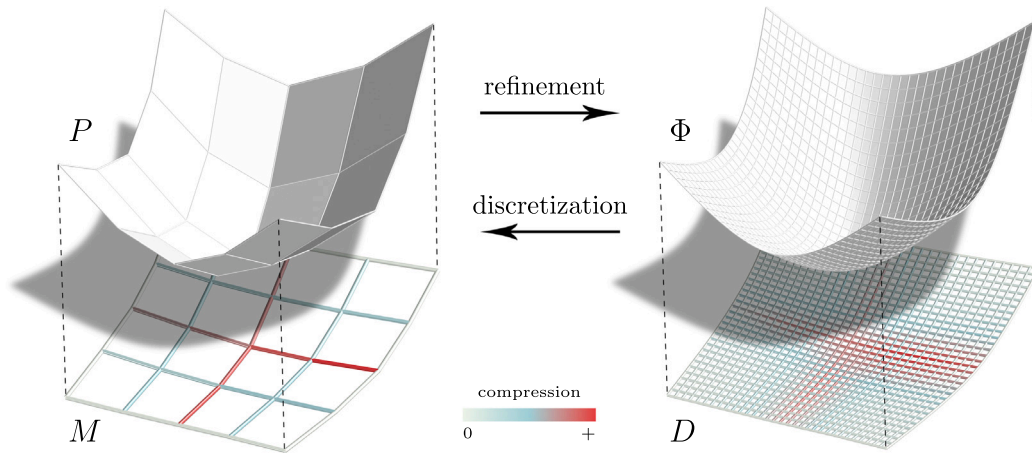 refinement
P
Φ
discretization
compression
0 +
M
D